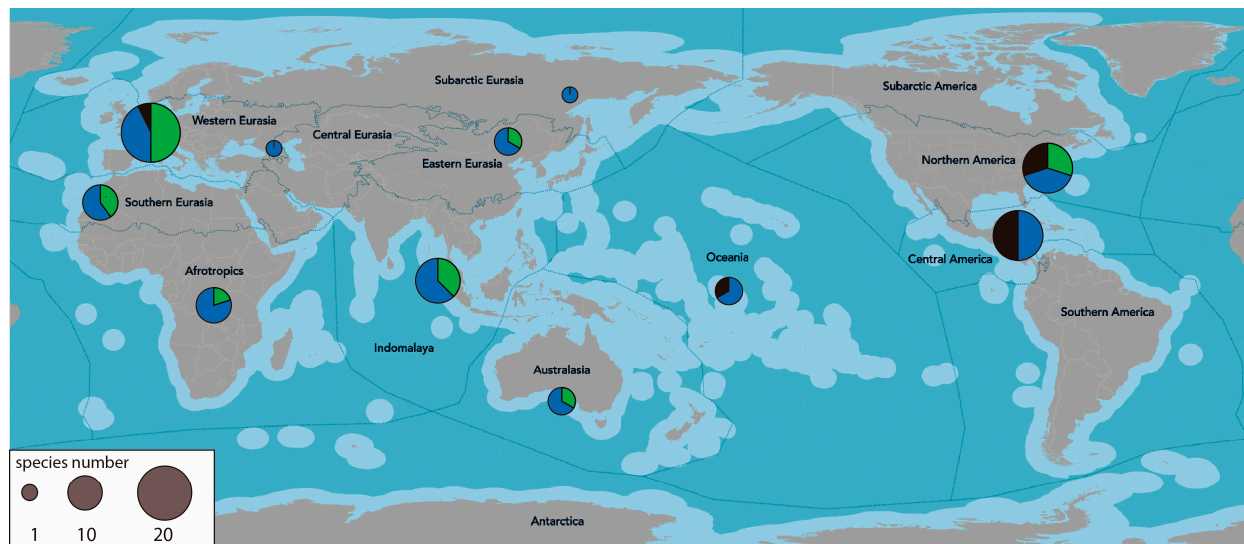 Subarctic Eurasia
Subarctic America
Western Eurasia
Central Eurasia
Eastern Eurasia
Northern America
Southern Eurasia
Oceania
Central America
Afrotropics
Southern America
Indomalaya
Australasia
species number
1 10 20
Antarctica